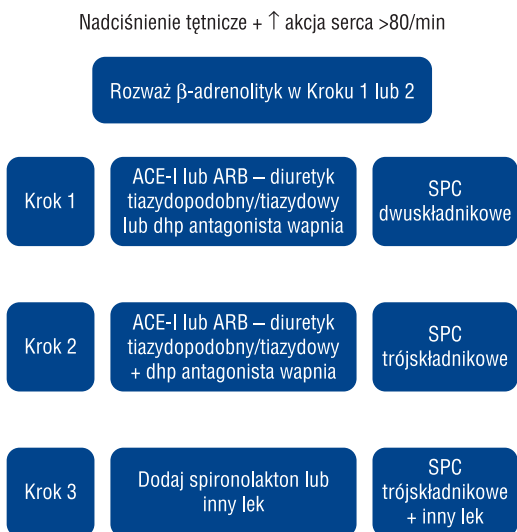 Nadciśnienie tętnicze + ↑ akcja serca >80/min
Rozważ β-adrenolityk w Kroku 1 lub 2
Krok 1
ACE-I lub ARB – diuretyk
tiazydopodobny/tiazydowy
lub dhp antagonista wapnia
SPC
dwuskładnikowe
Krok 2
ACE-I lub ARB – diuretyk
tiazydopodobny/tiazydowy
+ dhp antagonista wapnia
SPC
trójskładnikowe
Krok 3
Dodaj spironolakton lub
inny lek
SPC
trójskładnikowe
+ inny lek